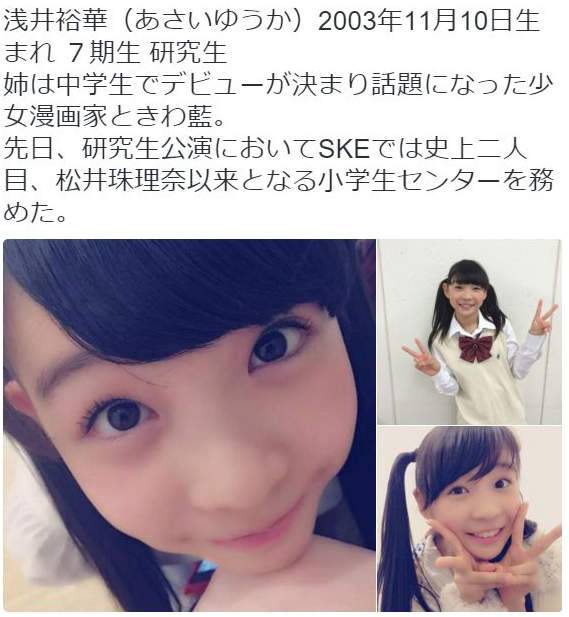 浅井裕華（あさいゆうか）2003年11月10日生
まれ ７期生 研究生
姉は中学生でデビューが決まり話題になった少
女漫画家ときわ藍。
先日、研究生公演においてSKEでは史上二人
目、松井珠理奈以来となる小学生センターを務
めた。